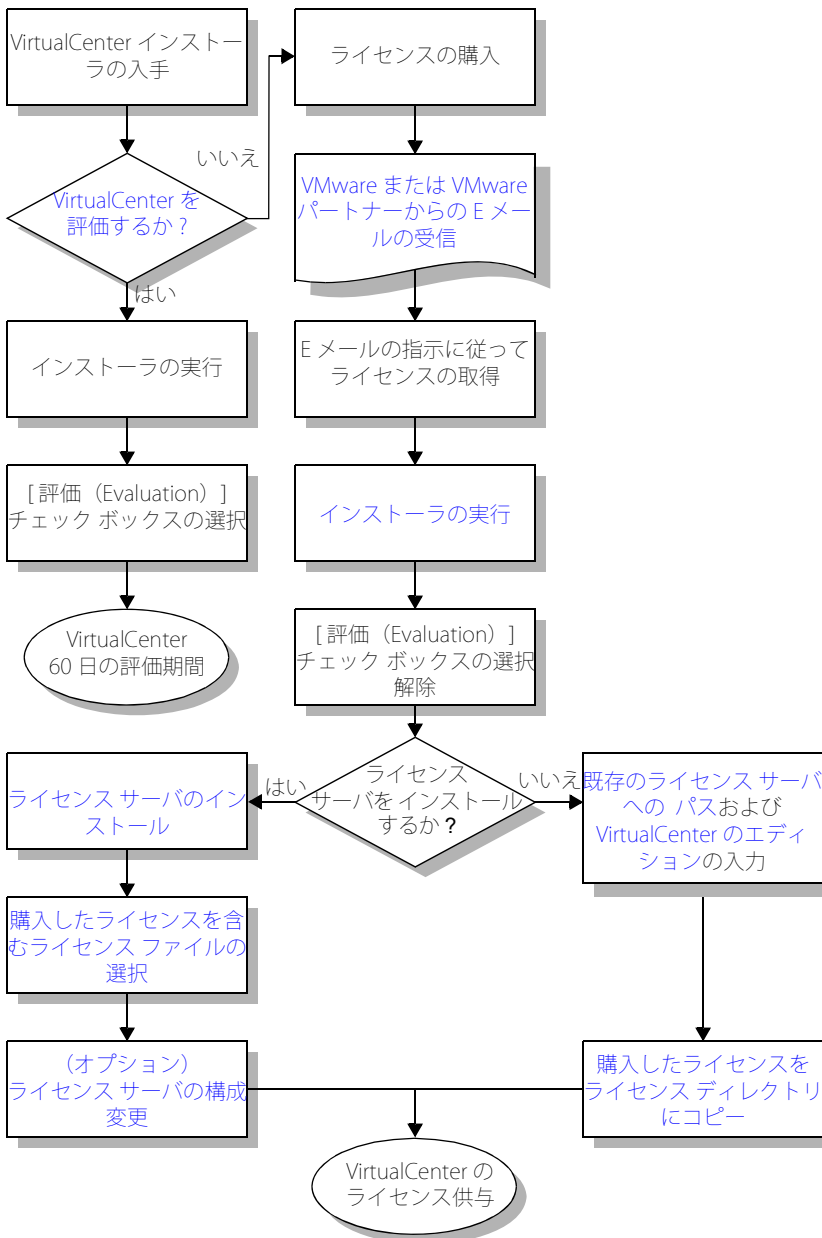 VirtualCenter インストー
ラの入手
ライセンスの購入
いいえ
VirtualCenter を
評価するか ?
VMware または VMware
パートナーからの E メー
ルの受信
はい
インストーラの実行
E メールの指示に従って
ライセンスの取得
[ 評価（Evaluation）]
チェック ボックスの選択
インストーラの実行
VirtualCenter
60 日の評価期間
[ 評価（Evaluation）]
チェック ボックスの選択
解除
ライセンス サーバのイン
ストール
はい
ライセンス
サーバを インストール
するか ?
いいえ
既存のライセンス サーバ
への パスおよび
VirtualCenter のエディ
ションの入力
購入したライセンスを含
むライセンス ファイルの
選択
（オプション）
ライセンス サーバの構成
変更
購入したライセンスを
ライセンス ディレクトリ
にコピー
VirtualCenter の
ライセンス供与